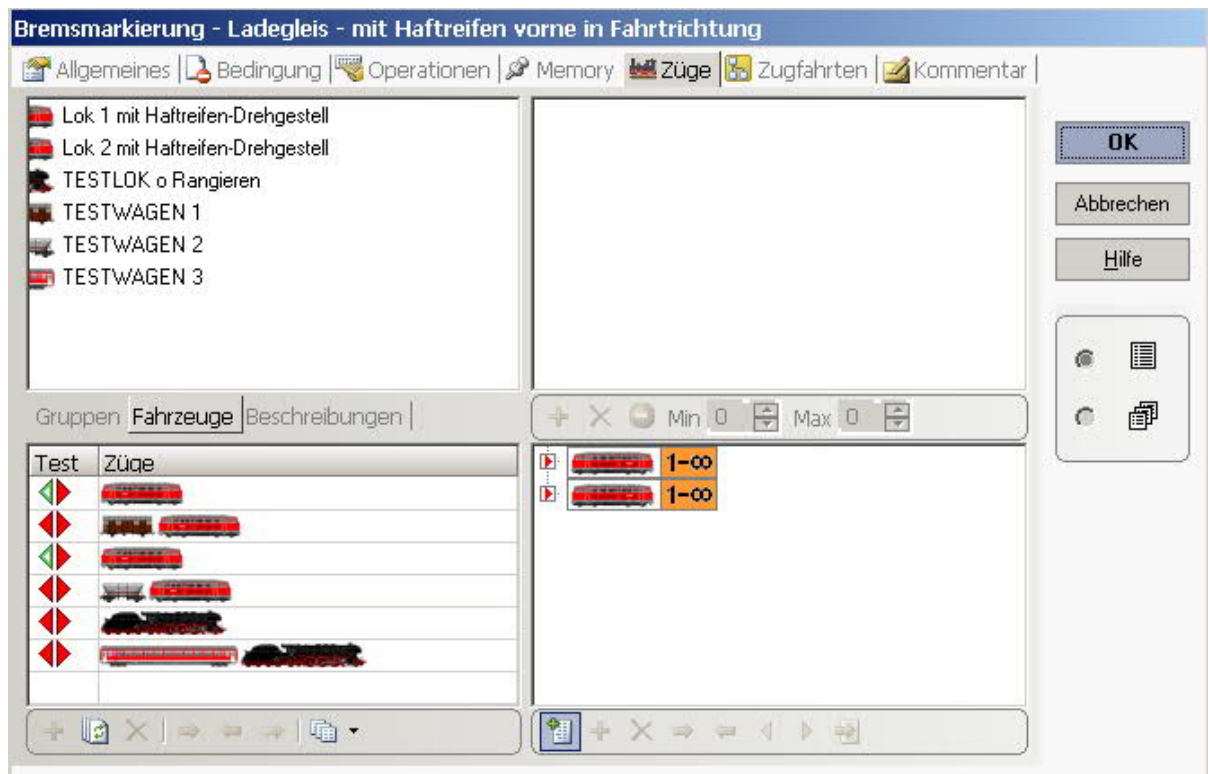 Bremsmarkierung - Ladegleis - mit Haftreifen vorne in Fahrtrichtung
Allgemeines Bedingung Operationen Memory Züge Zugfahrten Kommentar
Lok 1 mit Haftreifen-Drehgestell
Lok 2 mit Haftreifen-Drehgestell
TESTLOK o Rangieren
TESTWAGEN 1
TESTWAGEN 2
TESTWAGEN 3
OK
Abbrechen
Hilfe
Gruppen Fahrzeuge Beschreibungen
Min 0 Max 0
Test Züge
1-∞
1-∞